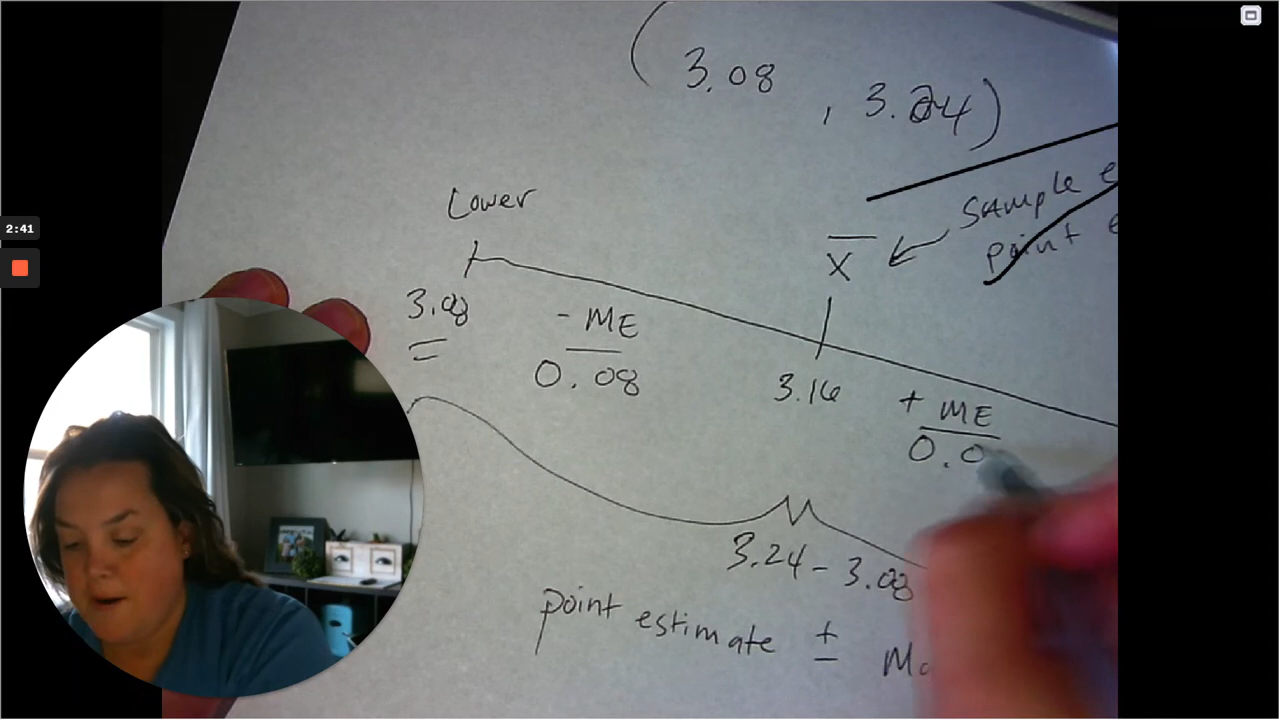 (3.08, 3.24)
Lower
Sample
point
x̄
3.08
- ME
0.08
3.16
+ ME
0.0
3.24 - 3.08
point estimate ±
2:41